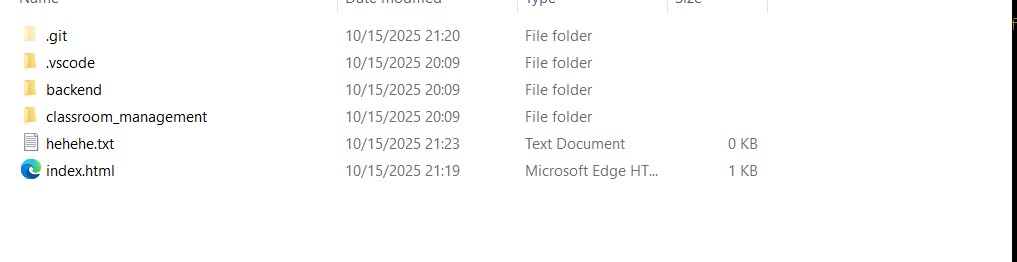 Name Date modified Type Size
.git 10/15/2025 21:20 File folder
.vscode 10/15/2025 20:09 File folder
backend 10/15/2025 20:09 File folder
classroom_management 10/15/2025 20:09 File folder
hehehe.txt 10/15/2025 21:23 Text Document 0 KB
index.html 10/15/2025 21:19 Microsoft Edge HT... 1 KB